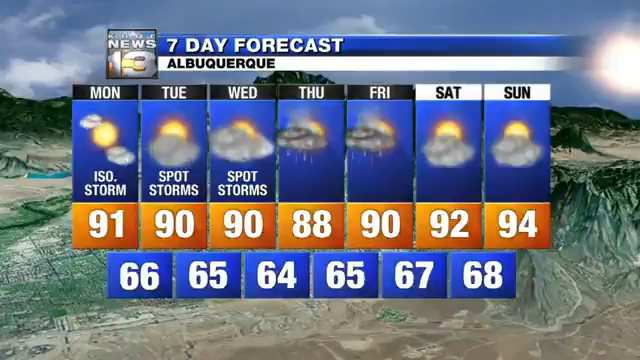 KRQE
NEWS
13
7 DAY FORECAST
ALBUQUERQUE
MON TUE WED THU FRI SAT SUN
ISO. STORM
SPOT STORMS
SPOT STORMS
91 90 90 88 90 92 94
66 65 64 65 67 68